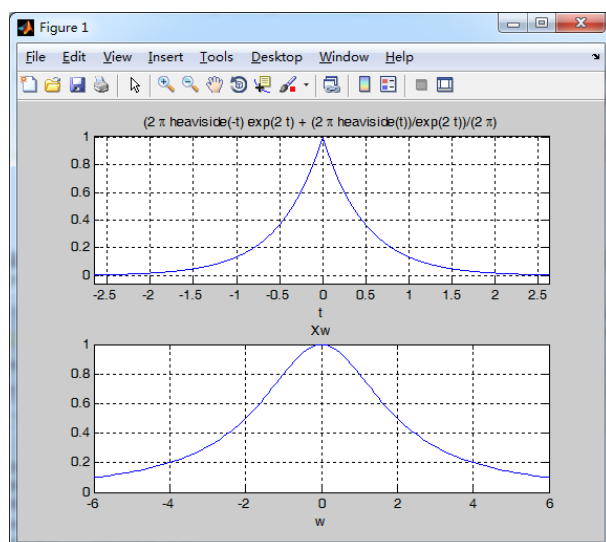 Figure 1
File Edit View Insert Tools Desktop Window Help
(2 π heaviside(-t) exp(2 t) + (2 π heaviside(t))/exp(2 t))/(2 π)
1
0.8
0.6
0.4
0.2
0
-2.5 -2 -1.5 -1 -0.5 0 0.5 1 1.5 2 2.5
t
Xw
1
0.8
0.6
0.4
0.2
0
-6 -4 -2 0 2 4 6
w